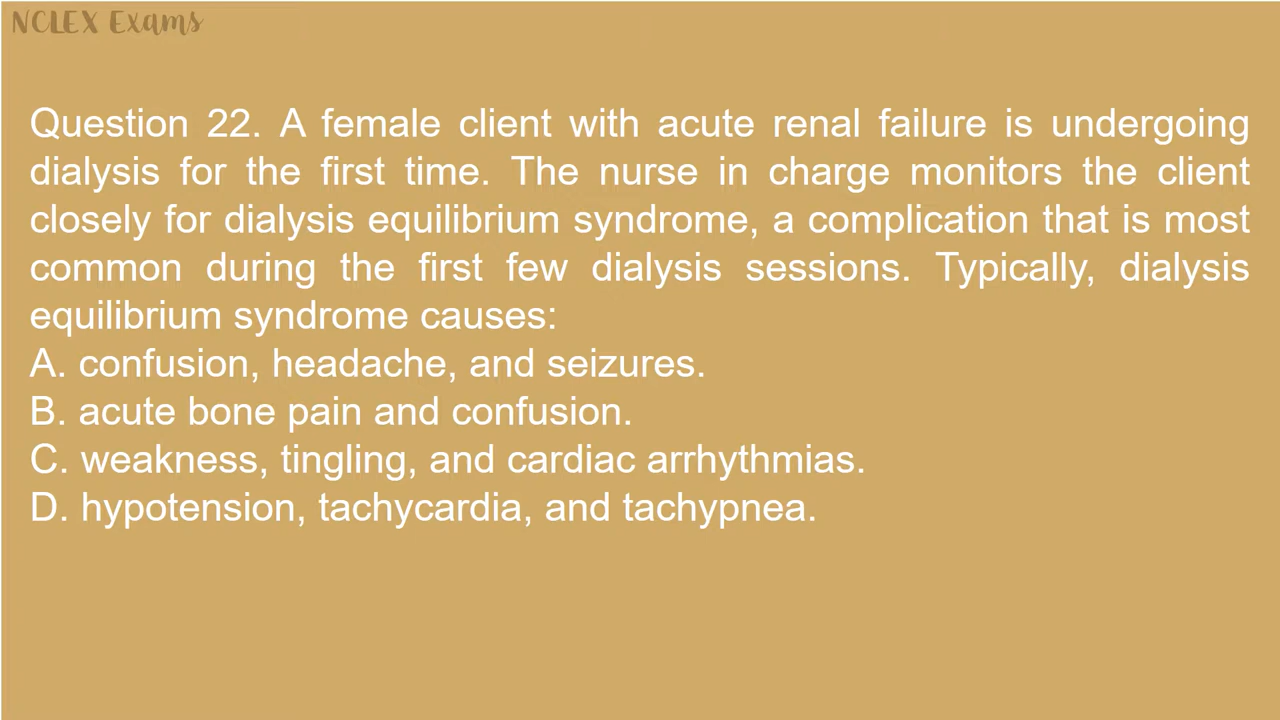 NCLEX Exams
Question 22. A female client with acute renal failure is undergoing
dialysis for the first time. The nurse in charge monitors the client
closely for dialysis equilibrium syndrome, a complication that is most
common during the first few dialysis sessions. Typically, dialysis
equilibrium syndrome causes:
A. confusion, headache, and seizures.
B. acute bone pain and confusion.
C. weakness, tingling, and cardiac arrhythmias.
D. hypotension, tachycardia, and tachypnea.